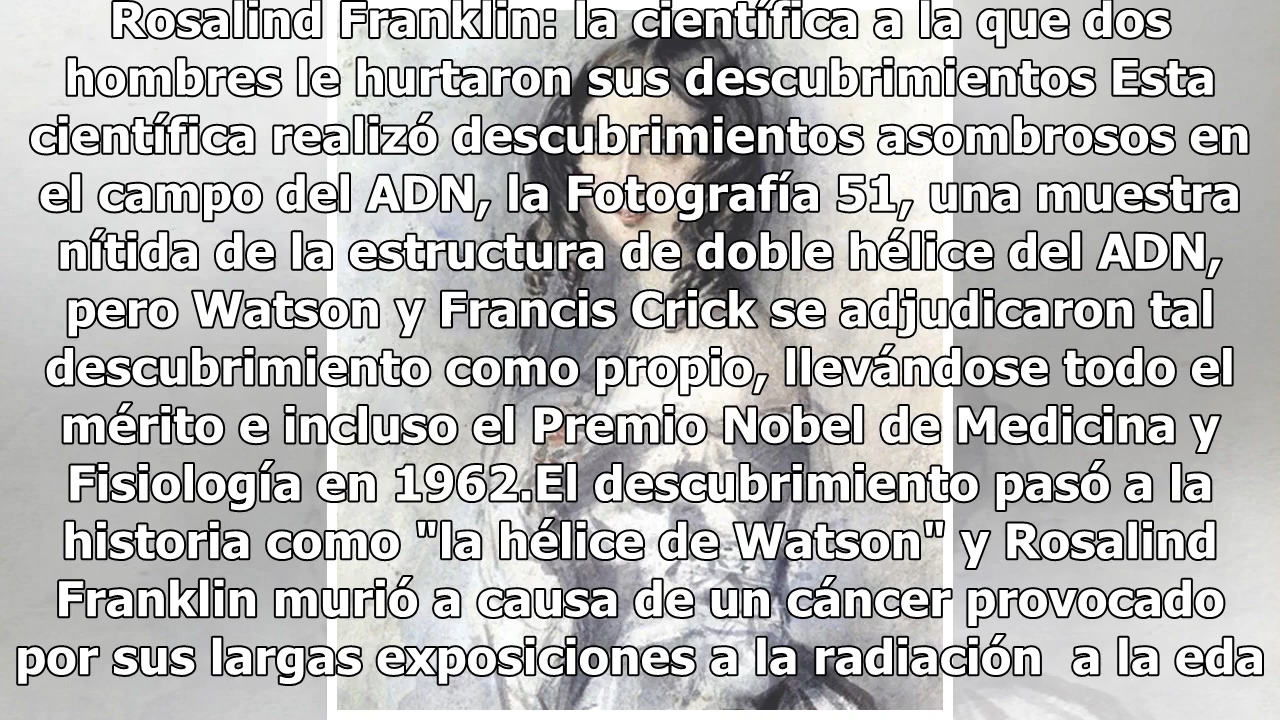 Rosalind Franklin: la científica a la que dos
hombres le hurtaron sus descubrimientos Esta
científica realizó descubrimientos asombrosos en
el campo del ADN, la Fotografía 51, una muestra
nítida de la estructura de doble hélice del ADN,
pero Watson y Francis Crick se adjudicaron tal
descubrimiento como propio, llevándose todo el
mérito e incluso el Premio Nobel de Medicina y
Fisiología en 1962.El descubrimiento pasó a la
historia como "la hélice de Watson" y Rosalind
Franklin murió a causa de un cáncer provocado
por sus largas exposiciones a la radiación  a la eda